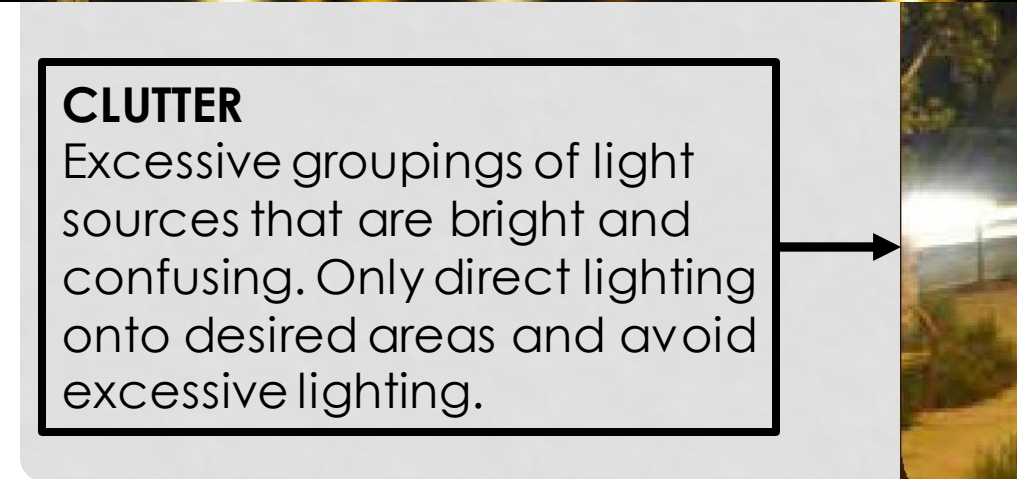 CLUTTER
Excessive groupings of light
sources that are bright and
confusing. Only direct lighting
onto desired areas and avoid
excessive lighting.